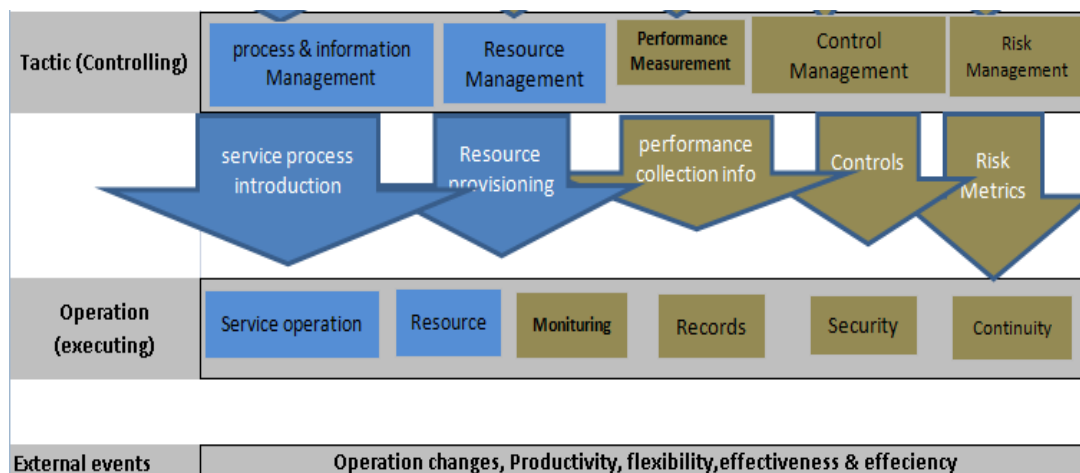 Tactic (Controlling)
process & information
Management
Resource
Management
Performance
Measurement
Control
Management
Risk
Management
service process
introduction
Resource
provisioning
performance
collection info
Controls
Risk
Metrics
Operation
(executing)
Service operation
Resource
Monituring
Records
Security
Continuity
External events
Operation changes, Productivity, flexibility,effectiveness & effeciency